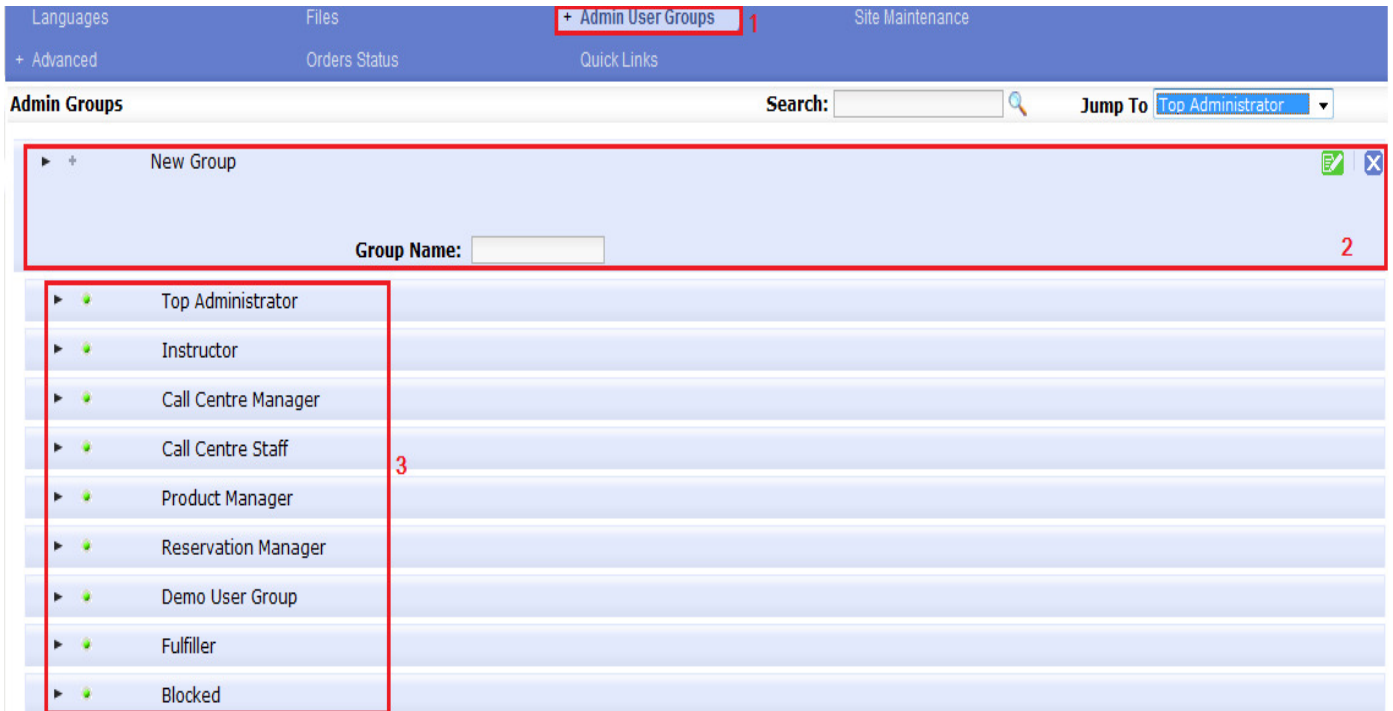 Languages Files + Admin User Groups 1 Site Maintenance
+ Advanced Orders Status Quick Links
Admin Groups Search: Jump To Top Administrator
+ New Group
Group Name: 2
Top Administrator
Instructor
Call Centre Manager
Call Centre Staff
3
Product Manager
Reservation Manager
Demo User Group
Fulfiller
Blocked